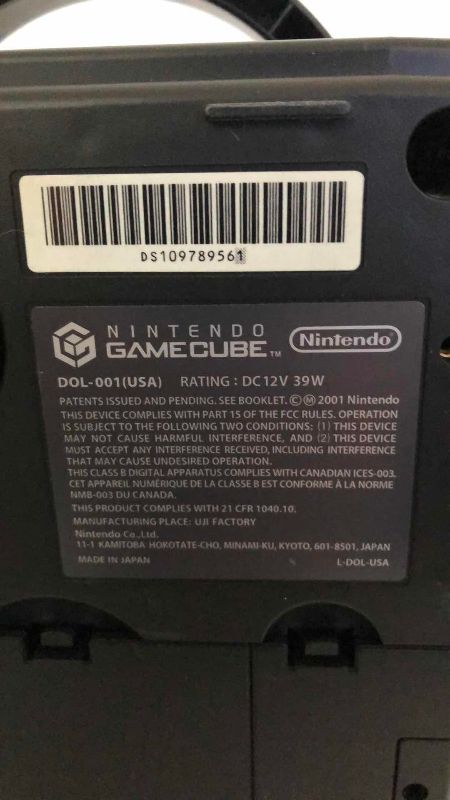 DS109789561
NINTENDO
GAMECUBE™
Nintendo
DOL-001(USA) RATING : DC12V 39W
PATENTS ISSUED AND PENDING. SEE BOOKLET. ©Ⓜ 2001 Nintendo
THIS DEVICE COMPLIES WITH PART 15 OF THE FCC RULES. OPERATION
IS SUBJECT TO THE FOLLOWING TWO CONDITIONS: (1) THIS DEVICE
MAY NOT CAUSE HARMFUL INTERFERENCE, AND (2) THIS DEVICE
MUST ACCEPT ANY INTERFERENCE RECEIVED, INCLUDING INTERFERENCE
THAT MAY CAUSE UNDESIRED OPERATION.
THIS CLASS B DIGITAL APPARATUS COMPLIES WITH CANADIAN ICES-003.
CET APPAREIL NUMÉRIQUE DE LA CLASSE B EST CONFORME À LA NORME
NMB-003 DU CANADA.
THIS PRODUCT COMPLIES WITH 21 CFR 1040.10.
MANUFACTURING PLACE: UJI FACTORY
Nintendo Co.,Ltd.
11-1 KAMITOBA HOKOTATE-CHO, MINAMI-KU, KYOTO, 601-8501, JAPAN
MADE IN JAPAN L-DOL-USA